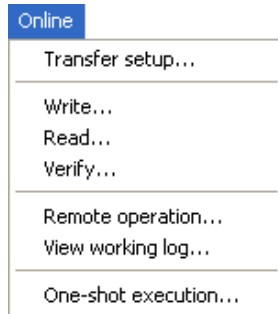 Online
Transfer setup...
Write...
Read...
Verify...
Remote operation...
View working log...
One-shot execution...